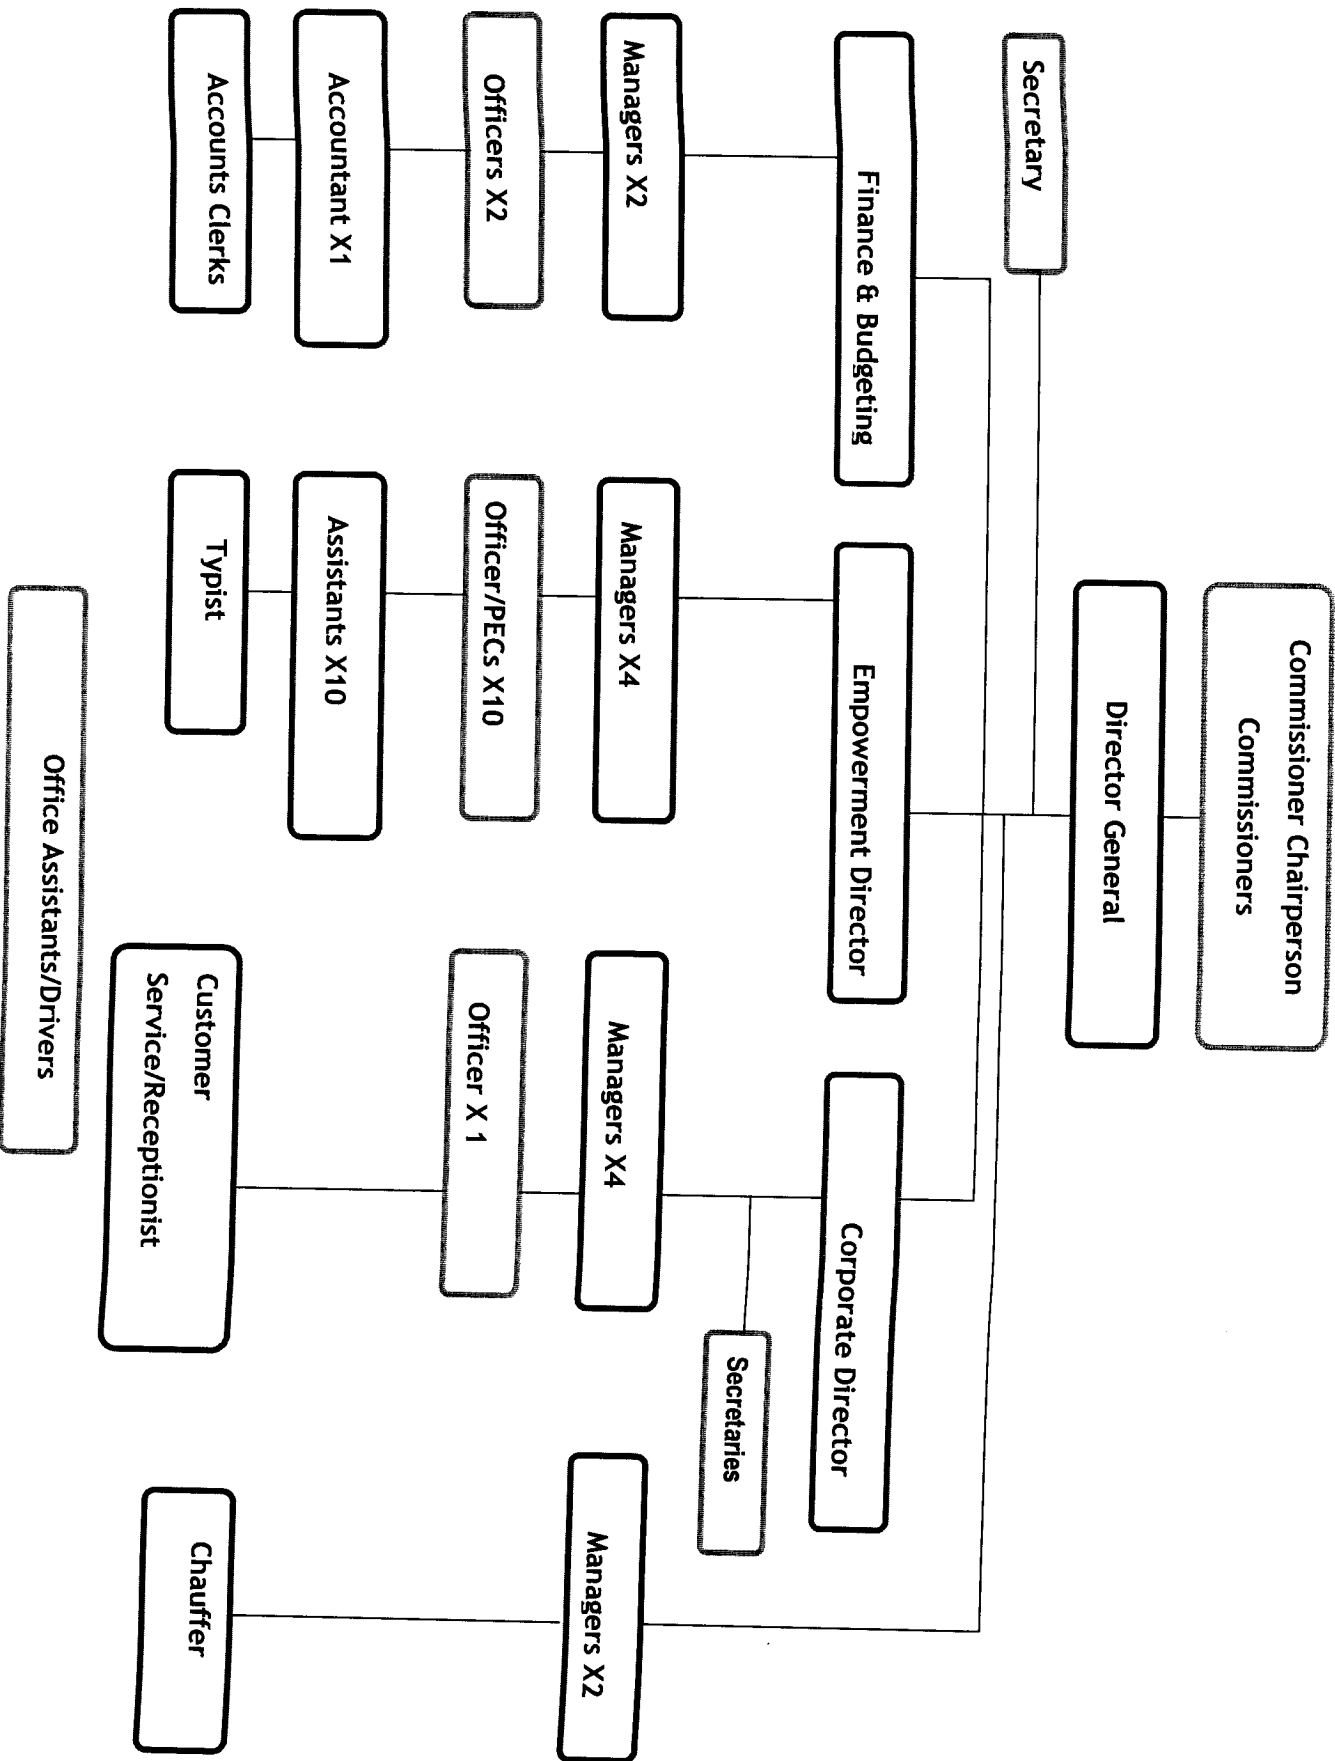 Commissioner Chairperson
Commissioners
Director General
Secretary
Finance & Budgeting
Empowerment Director
Corporate Director
Secretaries
Managers X2
Managers X4
Managers X4
Managers X2
Officers X2
Officer/PECs X10
Officer X 1
Accountant X1
Assistants X10
Accounts Clerks
Typist
Customer
Service/Receptionist
Chauffer
Office Assistants/Drivers